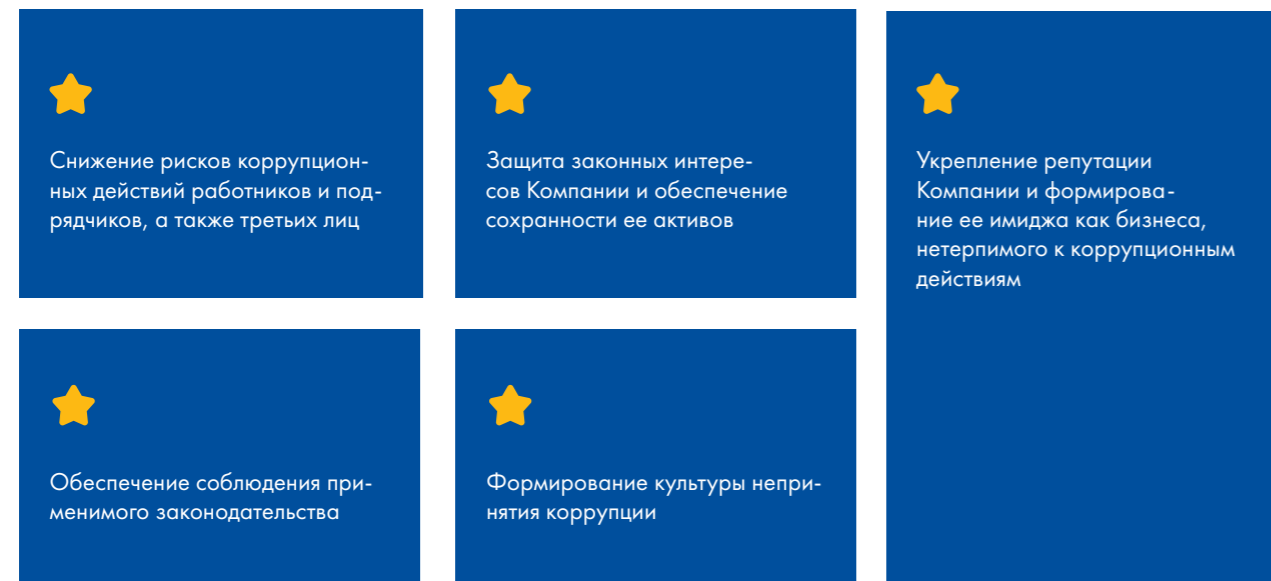 Снижение рисков коррупцион-
ных действий работников и под-
рядчиков, а также третьих лиц
Защита законных интере-
сов Компании и обеспечение
сохранности ее активов
Укрепление репутации
Компании и формирова-
ние ее имиджа как бизнеса,
нетерпимого к коррупционным
действиям
Обеспечение соблюдения при-
менимого законодательства
Формирование культуры непри-
нятия коррупции